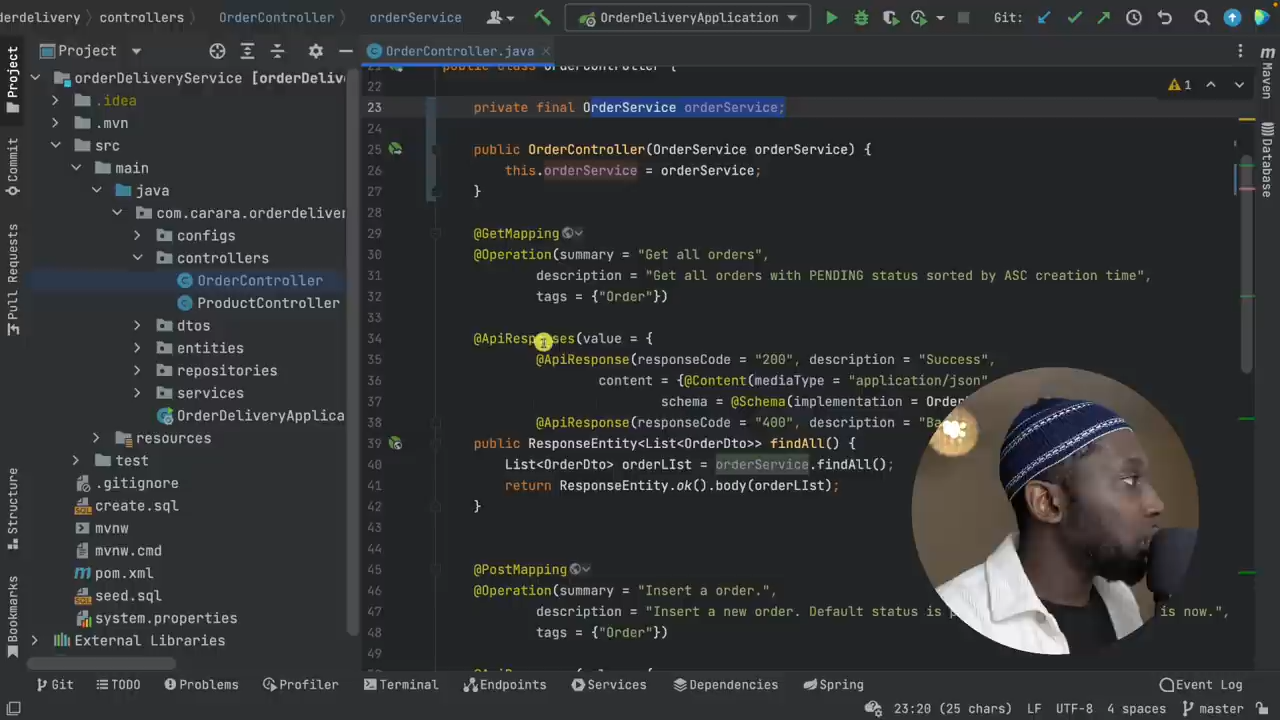 rderdelivery
controllers
OrderController
orderService
OrderDeliveryApplication
Git:
Project
OrderController.java
orderDeliveryService [orderDeliv
.idea
.mvn
src
main
java
com.carara.orderdeliver
configs
controllers
OrderController
ProductController
dtos
entities
repositories
services
OrderDeliveryApplica
resources
test
.gitignore
create.sql
mvnw
mvnw.cmd
pom.xml
seed.sql
system.properties
External Libraries
Project
Commit
Pull Requests
Structure
Bookmarks
1
public class OrderController {
22
23 private final OrderService orderService;
24
25 public OrderController(OrderService orderService) {
26 this.orderService = orderService;
27 }
28
29 @GetMapping
30 @Operation(summary = "Get all orders",
31 description = "Get all orders with PENDING status sorted by ASC creation time",
32 tags = {"Order"})
33
34 @ApiResponses(value = {
35 @ApiResponse(responseCode = "200", description = "Success",
36 content = {@Content(mediaType = "application/json"
37 schema = @Schema(implementation = Order
38 @ApiResponse(responseCode = "400", description = "Ba
39 public ResponseEntity<List<OrderDto>> findAll() {
40 List<OrderDto> orderLIst = orderService.findAll();
41 return ResponseEntity.ok().body(orderLIst);
42 }
43
44
45 @PostMapping
46 @Operation(summary = "Insert a order.",
47 description = "Insert a new order. Default status is p is now.",
48 tags = {"Order"})
49
m
Maven
Database
Git
TODO
Problems
Profiler
Terminal
Endpoints
Services
Dependencies
Spring
Event Log
23:20 (25 chars)
LF
UTF-8
4 spaces
master